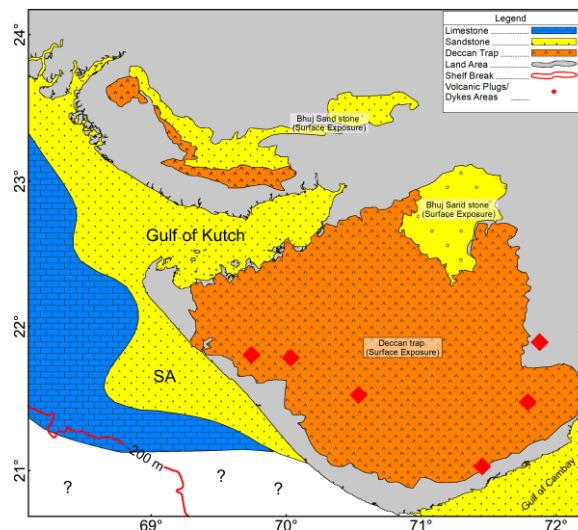 Legend
Limestone
Sandstone
Deccan Trap
Land Area
Shelf Break
Volcanic Plugs/
Dykes Areas
24°
23°
22°
21°
Bhuj Sand stone
(Surface Exposure)
Bhuj Sand stone
(Surface Exposure)
Gulf of Kutch
Deccan trap
(Surface Exposure)
SA
-200 m
? ? ?
Gulf of Cambay
69° 70° 71° 72°